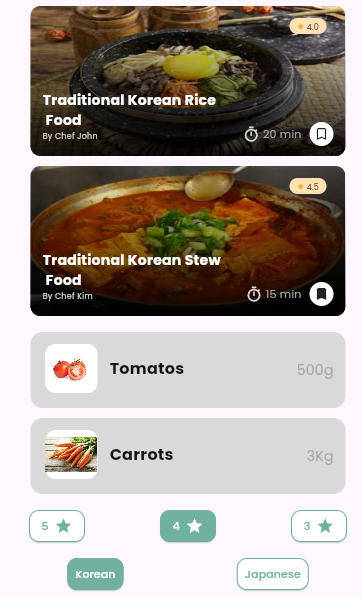 4.0
Traditional Korean Rice
Food
By Chef John
20 min
4.5
Traditional Korean Stew
Food
By Chef Kim
15 min
Tomatos
500g
Carrots
3Kg
5
4
3
Korean
Japanese